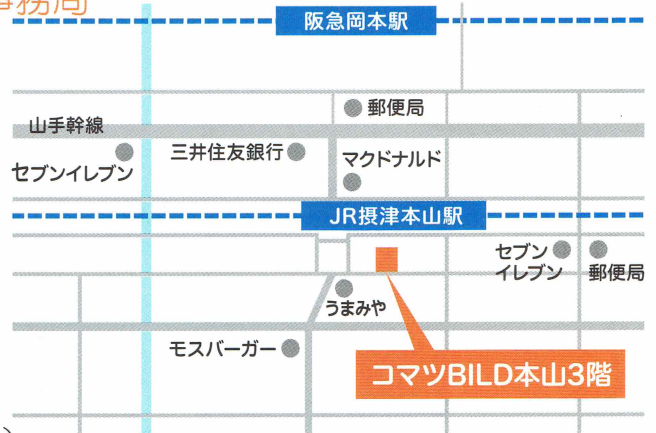 事務局
阪急岡本駅
郵便局
山手幹線
三井住友銀行
マクドナルド
セブンイレブン
JR摂津本山駅
セブン
イレブン
郵便局
うまみや
モスバーガー
コマツBILD本山3階